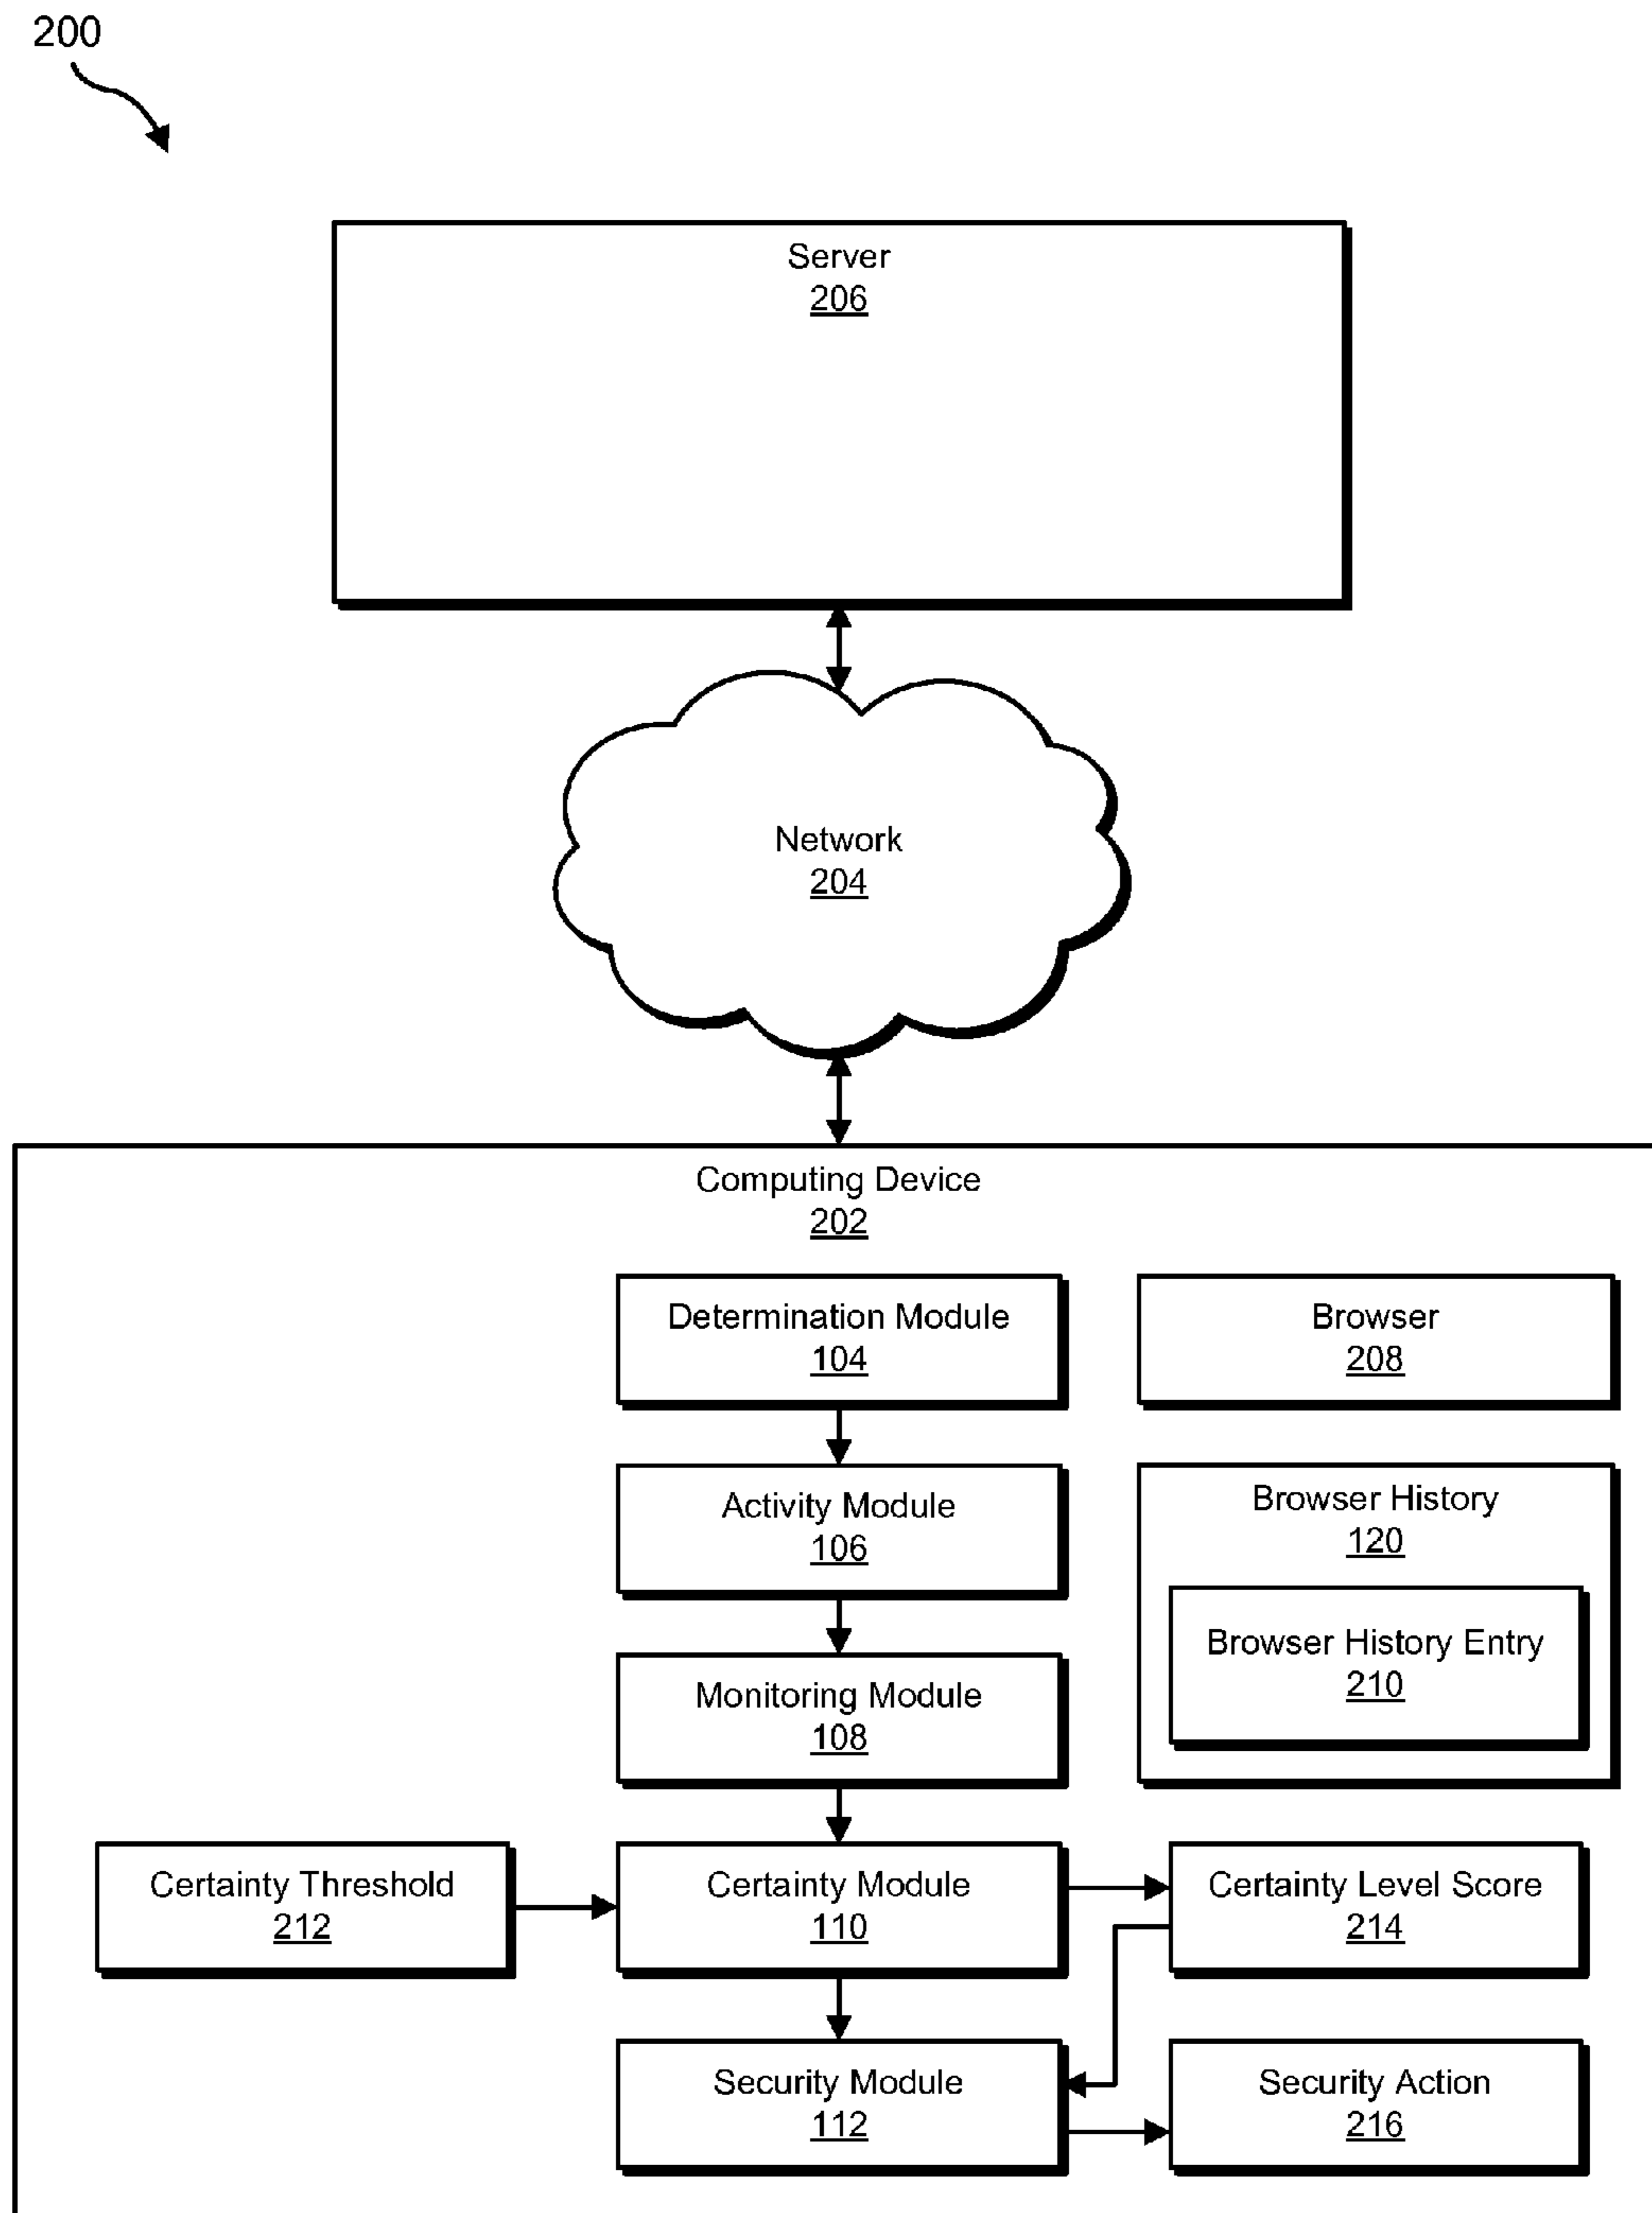 200
Server
206
Network
204
Computing Device
202
Determination Module
104
Browser
208
Activity Module
106
Browser History
120
Browser History Entry
210
Monitoring Module
108
Certainty Threshold
212
Certainty Module
110
Certainty Level Score
214
Security Module
112
Security Action
216